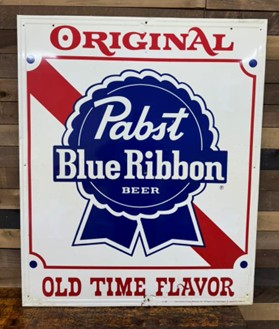 ORIGINAL
Pabst
Blue Ribbon
BEER
®
OLD TIME FLAVOR